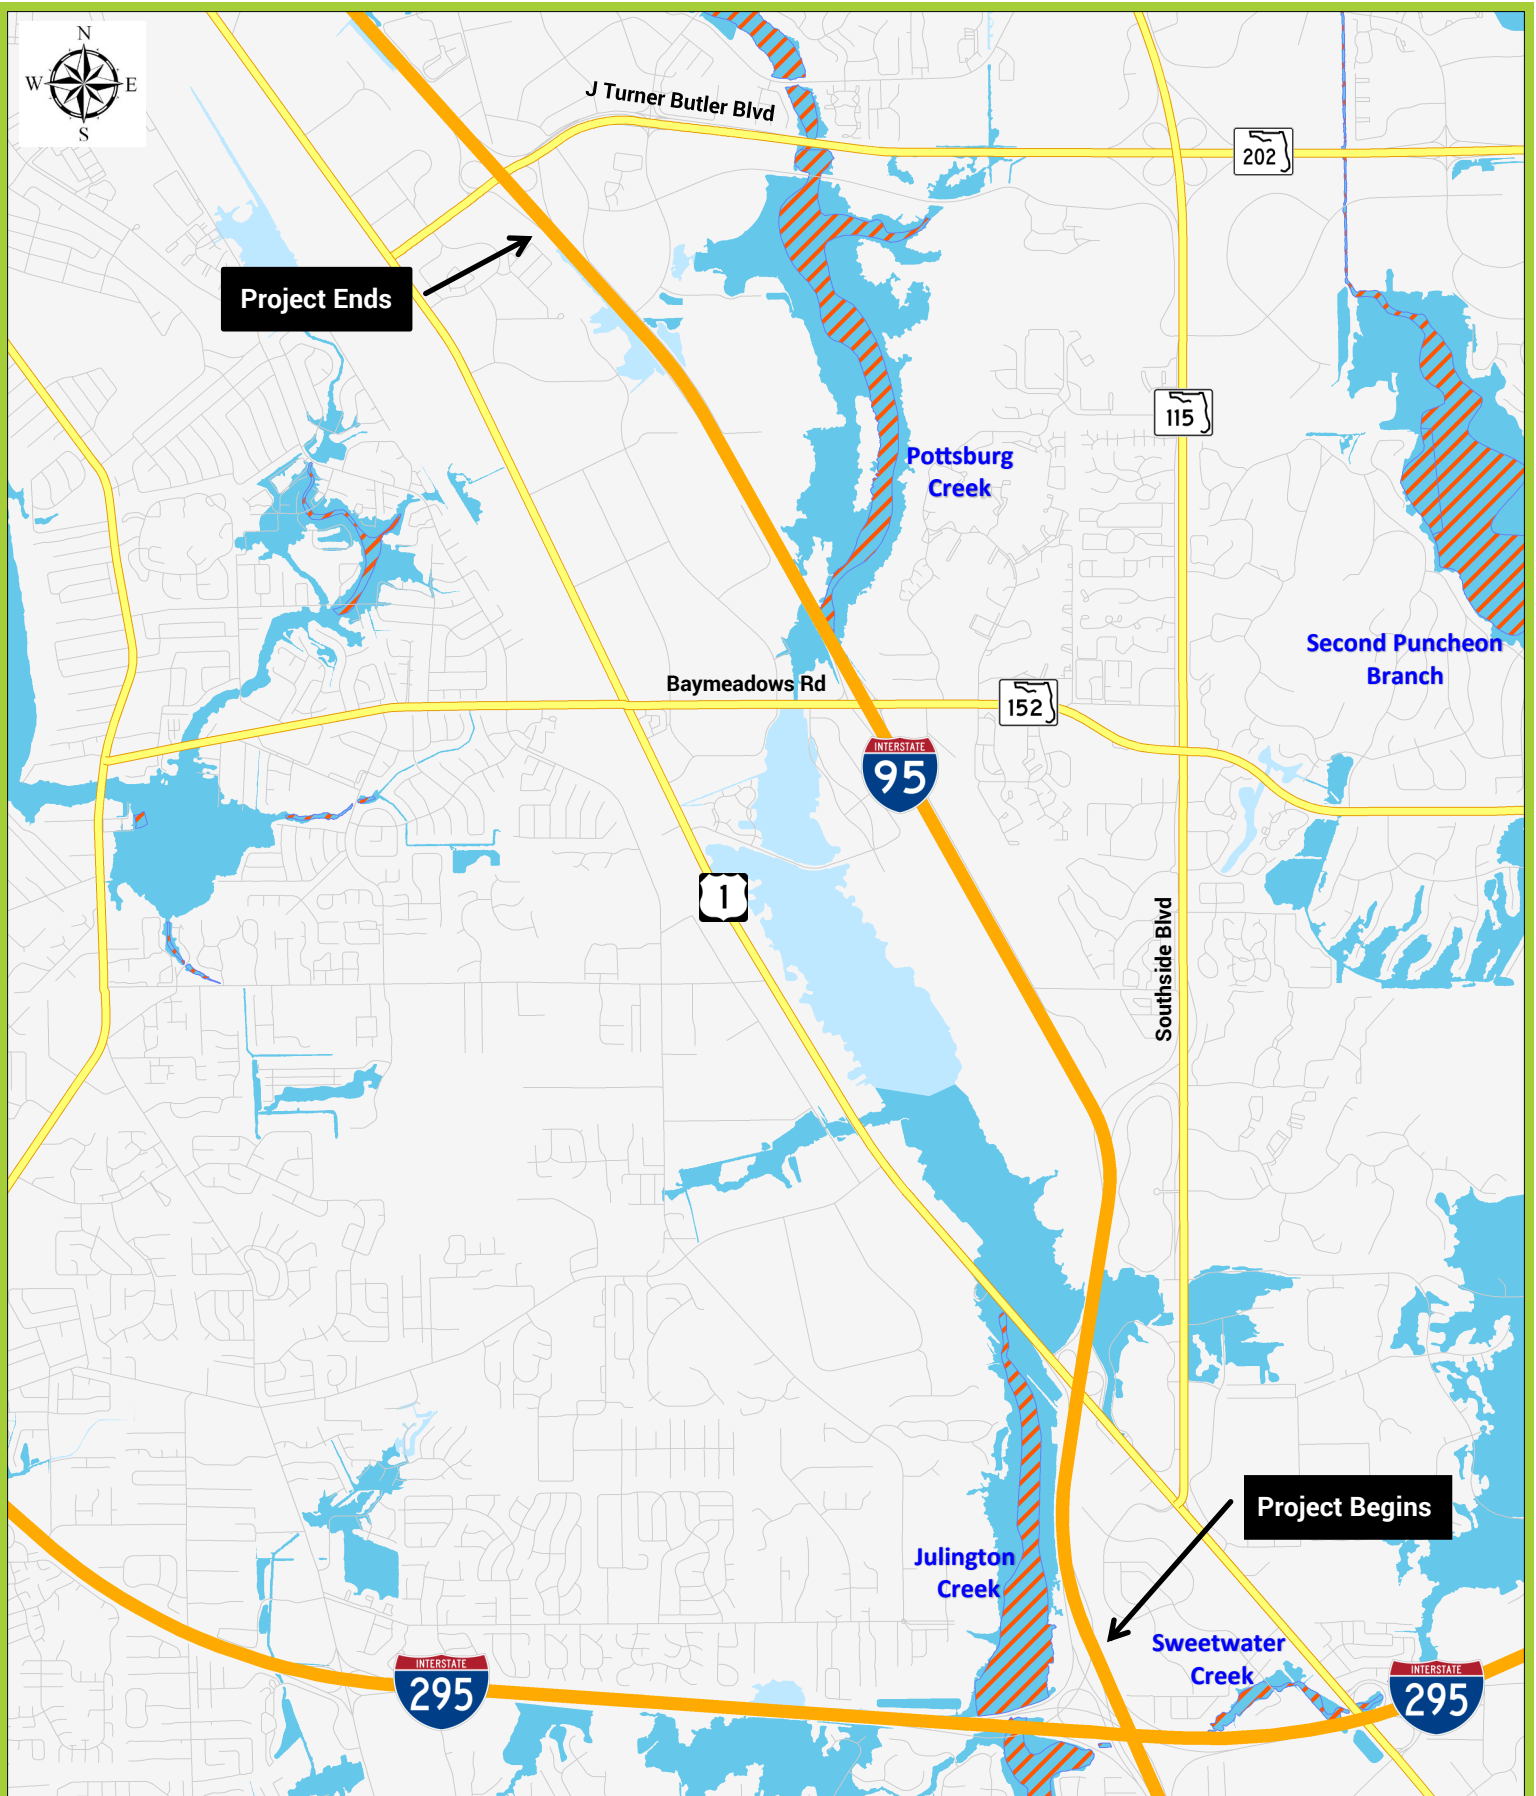 N
W
E
S
J Turner Butler Blvd
202
Project Ends
115
Pottsburg
Creek
Second Puncheon
Branch
Baymeadows Rd
152
INTERSTATE
95
1
Southside Blvd
Project Begins
Julington
Creek
Sweetwater
Creek
INTERSTATE
295
INTERSTATE
295